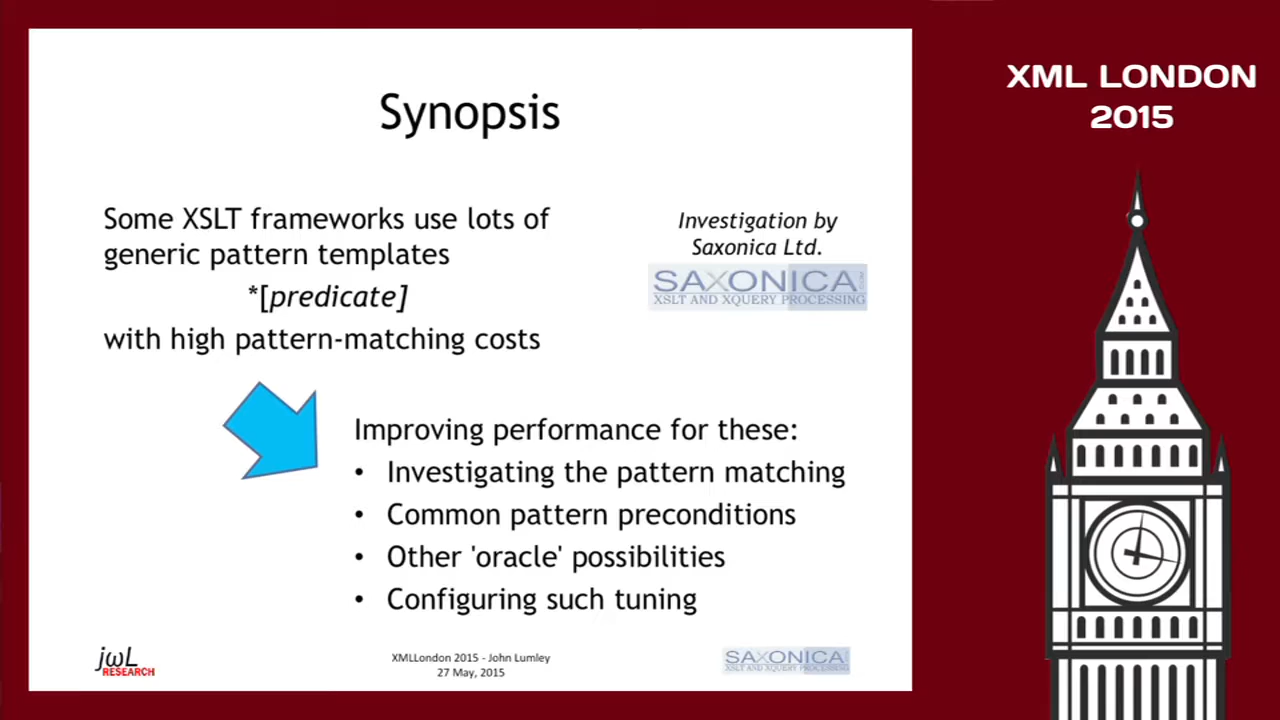 Synopsis
Some XSLT frameworks use lots of
generic pattern templates
*[predicate]
with high pattern-matching costs
Investigation by
Saxonica Ltd.
SAXONICA.COM
XSLT AND XQUERY PROCESSING
Improving performance for these:
• Investigating the pattern matching
• Common pattern preconditions
• Other 'oracle' possibilities
• Configuring such tuning
jωL
RESEARCH
XMLLondon 2015 - John Lumley
27 May, 2015
SAXONICA.COM
XSLT AND XQUERY PROCESSING
XML LONDON
2015